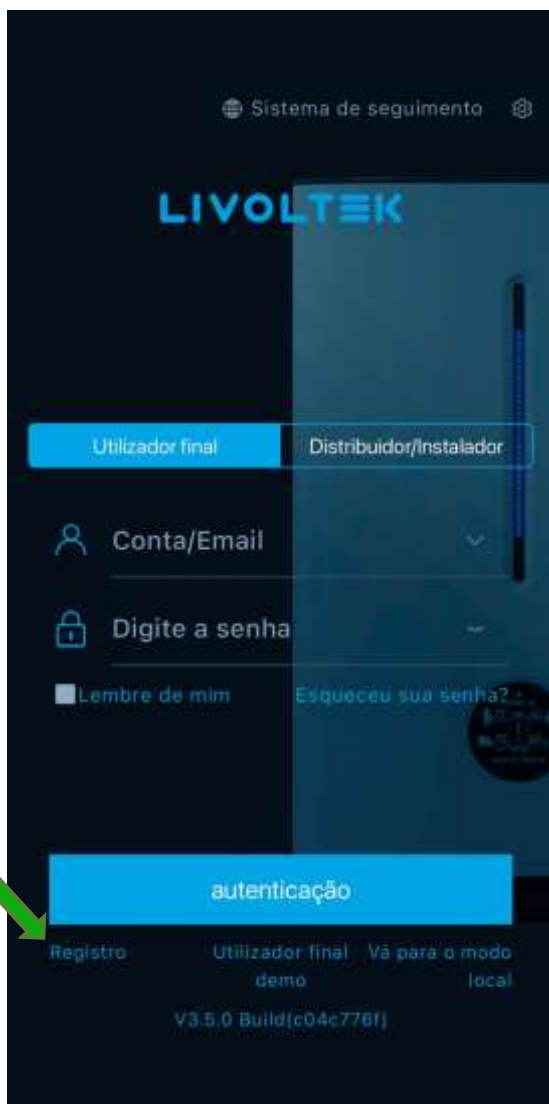 Sistema de seguimento
LIVOLTEK
Utilizador final
Distribuidor/Instalador
Conta/Email
Digite a senha
Lembre de mim
Esqueceu sua senha?
autenticação
Registro
Utilizador final
demo
Vá para o modo
local
V3.5.0 Build(c04c776f)